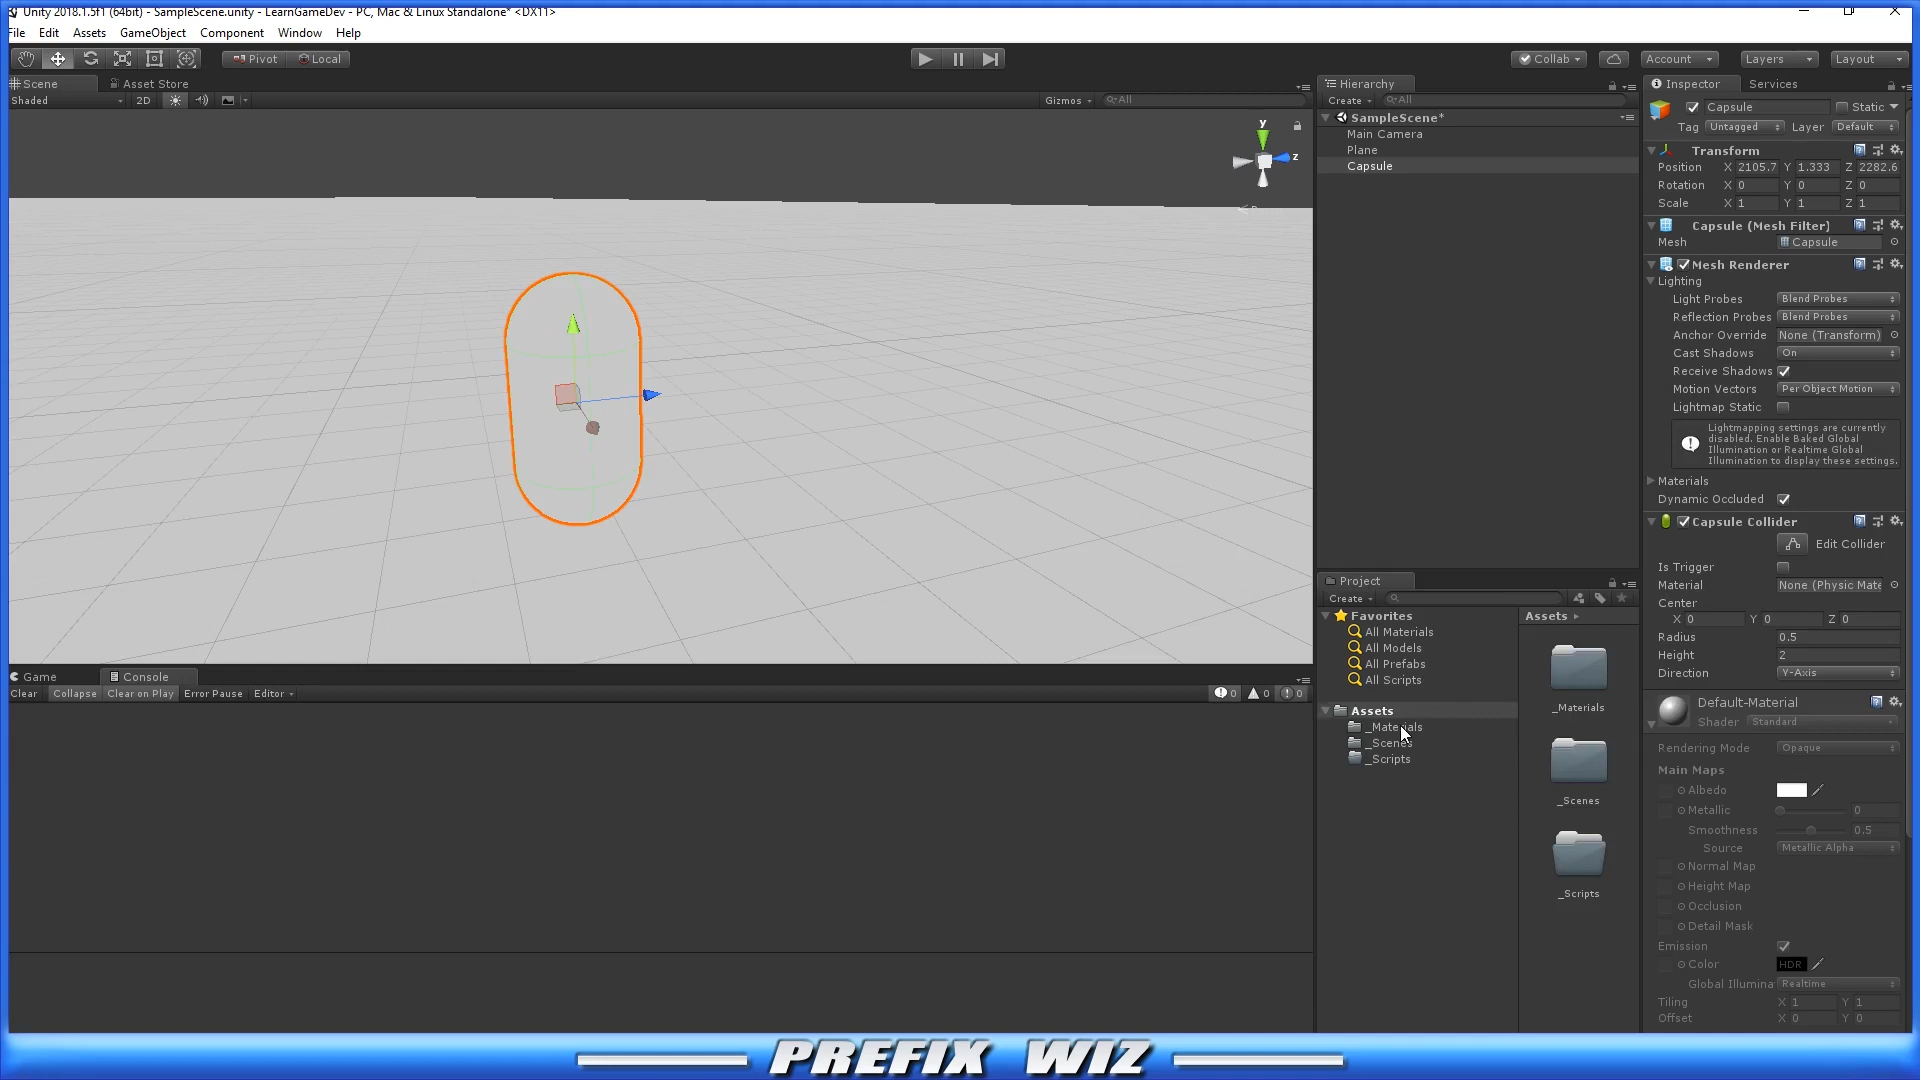 Unity 2018.1.5f1 (64bit) - SampleScene.unity - LearnGameDev - PC, Mac & Linux Standalone* <DX11>
File Edit Assets GameObject Component Window Help
Pivot Local Collab Account Layers Layout
Scene Asset Store
Shaded 2D Gizmos All
y
z
Hierarchy
Create All
SampleScene*
Main Camera
Plane
Capsule
Game Console
Clear Collapse Clear on Play Error Pause Editor 0 0 0
Project
Create
Favorites
All Materials
All Models
All Prefabs
All Scripts
Assets
_Materials
_Scenes
_Scripts
Assets
_Materials
_Scenes
_Scripts
Inspector Services
Capsule Static
Tag Untagged Layer Default
Transform
Position X 2105.7 Y 1.333 Z 2282.6
Rotation X 0 Y 0 Z 0
Scale X 1 Y 1 Z 1
Capsule (Mesh Filter)
Mesh Capsule
Mesh Renderer
Lighting
Light Probes Blend Probes
Reflection Probes Blend Probes
Anchor Override None (Transform)
Cast Shadows On
Receive Shadows
Motion Vectors Per Object Motion
Lightmap Static
Lightmapping settings are currently
disabled. Enable Baked Global
Illumination or Realtime Global
Illumination to display these settings.
Materials
Dynamic Occluded
Capsule Collider
Edit Collider
Is Trigger
Material None (Physic Mate
Center
X 0 Y 0 Z 0
Radius 0.5
Height 2
Direction Y-Axis
Default-Material
Shader Standard
Rendering Mode Opaque
Main Maps
Albedo
Metallic 0
Smoothness 0.5
Source Metallic Alpha
Normal Map
Height Map
Occlusion
Detail Mask
Emission
Color HDR
Global Illumina Realtime
Tiling X 1 Y 1
Offset X 0 Y 0
PREFIX WIZ